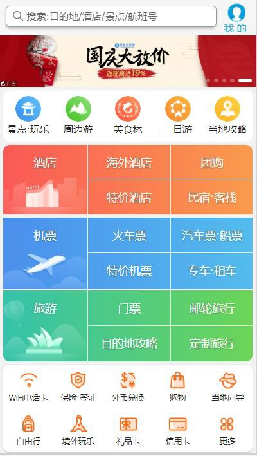 搜索:目的地/酒店/景点/航班号
我 的
国庆大放价
景点·玩乐 周边游 美食林 一日游 当地攻略
酒店 海外酒店 团购
特价酒店 民宿·客栈
机票 火车票 汽车票·船票
特价机票 专车·租车
旅游 门票 邮轮旅行
目的地攻略 定制旅行
WiFi电话卡 保险·签证 外币兑换 购物 当地向导
自由行 境外玩乐 礼品卡 信用卡 更多